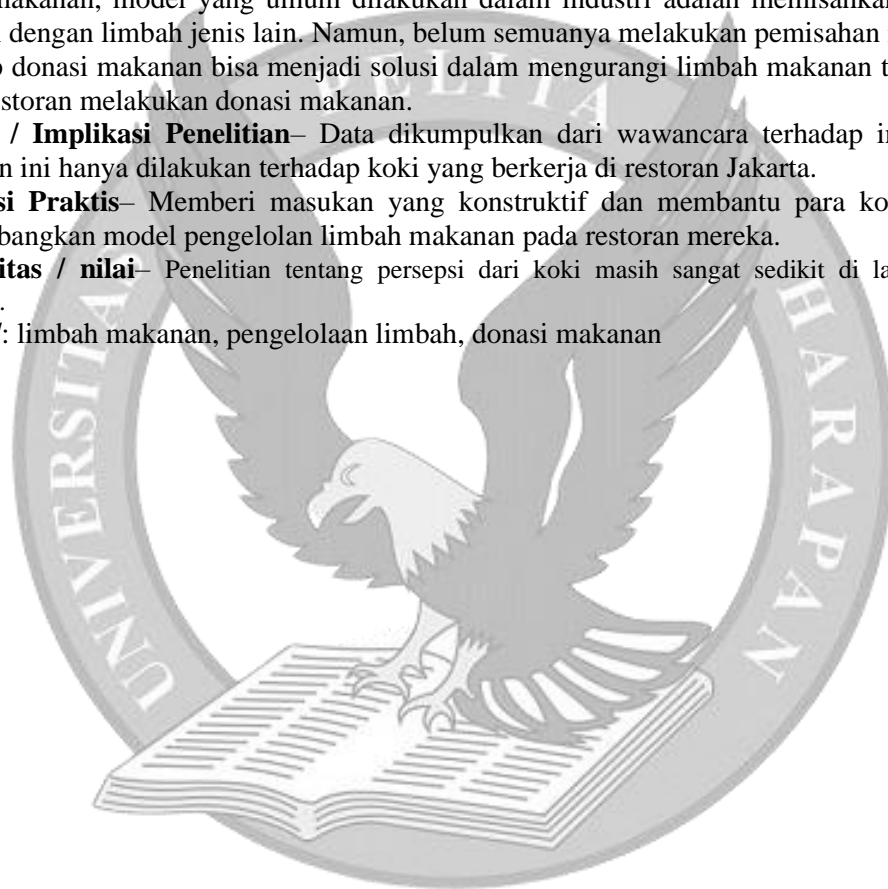 makanan, model yang umum dilakukan dalam industri adalah memisahkan
dengan limbah jenis lain. Namun, belum semuanya melakukan pemisahan
donasi makanan bisa menjadi solusi dalam mengurangi limbah makanan
storan melakukan donasi makanan.
/ Implikasi Penelitian– Data dikumpulkan dari wawancara terhadap
n ini hanya dilakukan terhadap koki yang berkerja di restoran Jakarta.
si Praktis– Memberi masukan yang konstruktif dan membantu para
bangkan model pengelolan limbah makanan pada restoran mereka.
itas / nilai– Penelitian tentang persepsi dari koki masih sangat sedikit di
.
: limbah makanan, pengelolaan limbah, donasi makanan
UNIVERSITAS PELITA HARAPAN